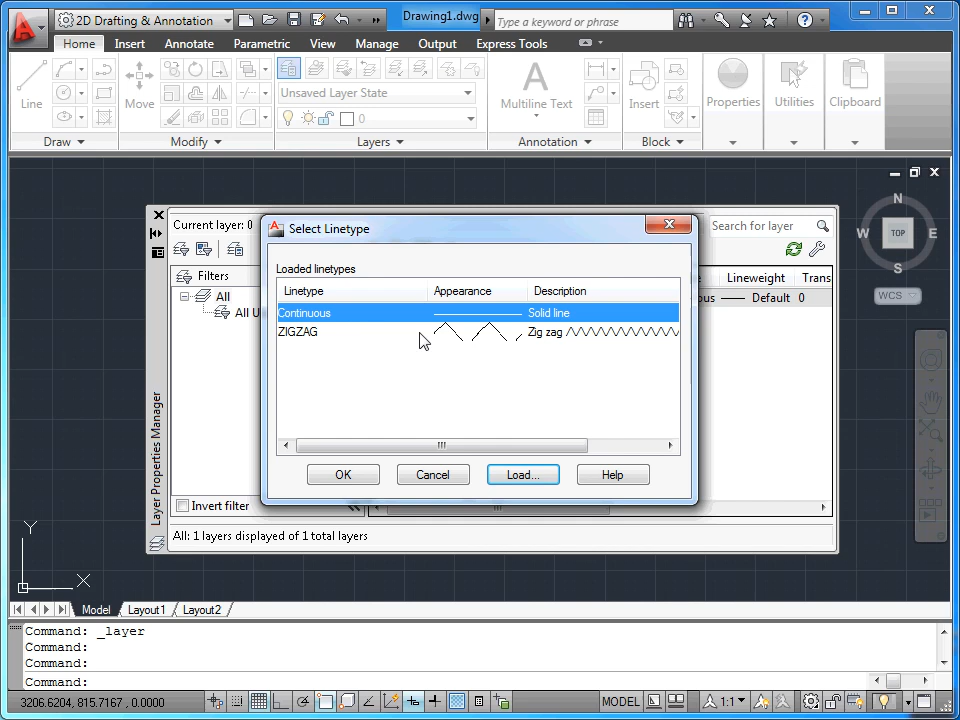 2D Drafting & Annotation
Drawing1.dwg
Type a keyword or phrase
Home Insert Annotate Parametric View Manage Output Express Tools
Unsaved Layer State
Line Move
0
Multiline Text Insert Properties Utilities Clipboard
Draw Modify Layers Annotation Block
N
W TOP E
S
WCS
Current layer: 0
Search for layer
Select Linetype
Filters
Lineweight Trans
All
Default 0
All U
Loaded linetypes
Linetype Appearance Description
Continuous Solid line
ZIGZAG Zig zag
OK Cancel Load... Help
Invert filter
All: 1 layers displayed of 1 total layers
Layer Properties Manager
Y
X
Model Layout1 Layout2
Command: _layer
Command:
Command:
Command:
3206.6204, 815.7167 , 0.0000
MODEL
1:1